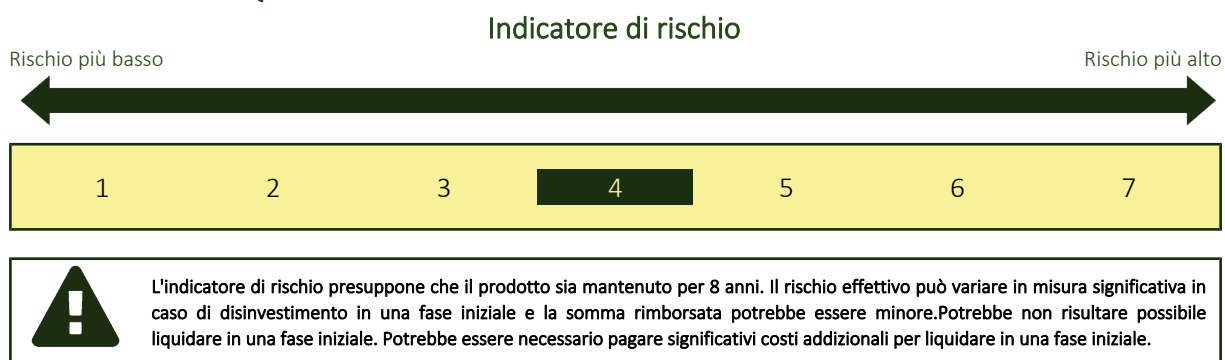 Indicatore di rischio
Rischio più basso
Rischio più alto
1 2 3 4 5 6 7
L'indicatore di rischio presuppone che il prodotto sia mantenuto per 8 anni. Il rischio effettivo può variare in misura significativa in
caso di disinvestimento in una fase iniziale e la somma rimborsata potrebbe essere minore.Potrebbe non risultare possibile
liquidare in una fase iniziale. Potrebbe essere necessario pagare significativi costi addizionali per liquidare in una fase iniziale.